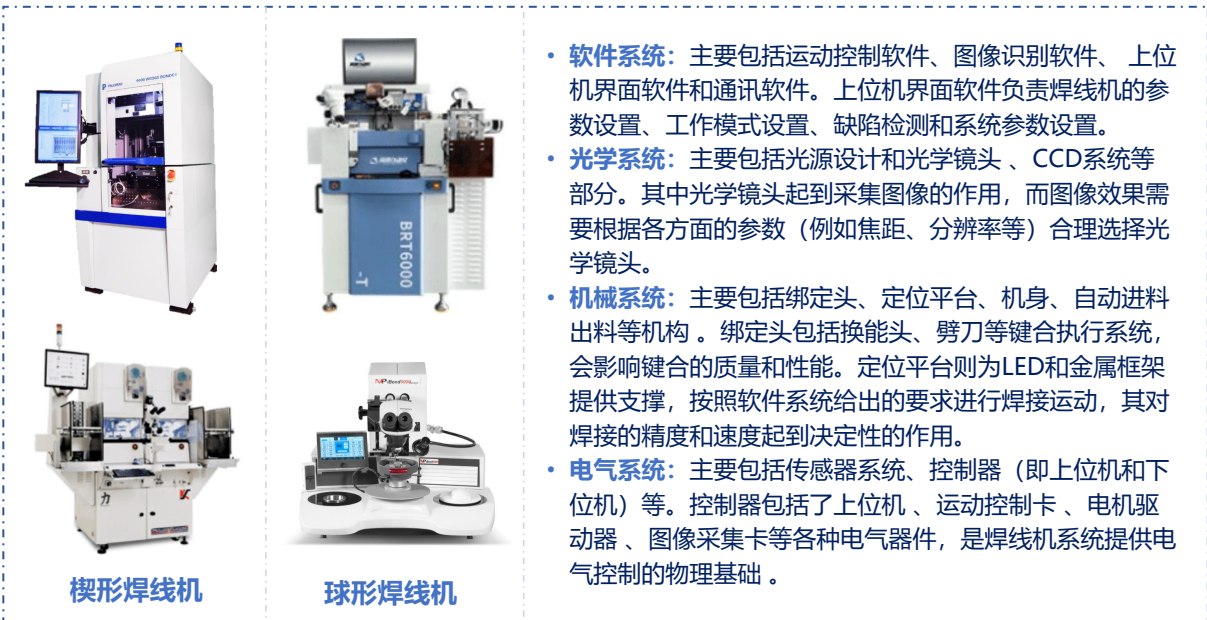 BRT6000
-T
力
楔形焊线机
球形焊线机
• 软件系统：主要包括运动控制软件、图像识别软件、 上位
机界面软件和通讯软件。上位机界面软件负责焊线机的参
数设置、工作模式设置、缺陷检测和系统参数设置。
• 光学系统：主要包括光源设计和光学镜头 、CCD系统等
部分。其中光学镜头起到采集图像的作用，而图像效果需
要根据各方面的参数（例如焦距、分辨率等）合理选择光
学镜头。
• 机械系统：主要包括绑定头、定位平台、机身、自动进料
出料等机构 。绑定头包括换能头、劈刀等键合执行系统，
会影响键合的质量和性能。定位平台则为LED和金属框架
提供支撑，按照软件系统给出的要求进行焊接运动，其对
焊接的精度和速度起到决定性的作用。
• 电气系统：主要包括传感器系统、控制器（即上位机和下
位机）等。控制器包括了上位机 、运动控制卡 、电机驱
动器 、图像采集卡等各种电气器件，是焊线机系统提供电
气控制的物理基础 。